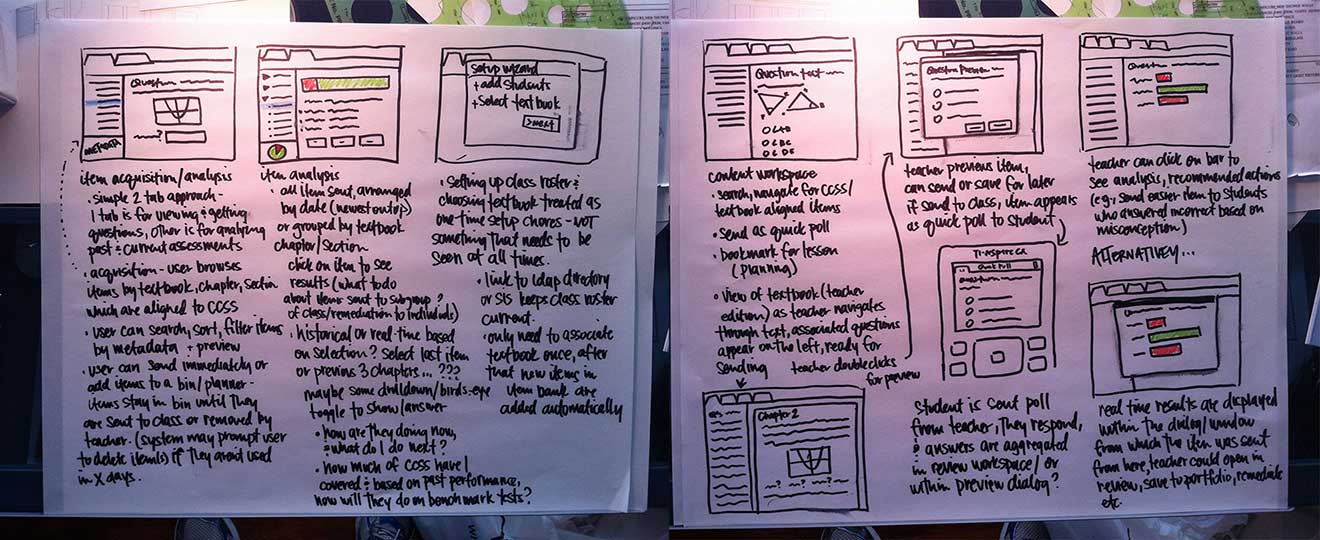 Question
METADATA
item acquisition/analysis
• simple 2 tab approach -
1 tab is for viewing + getting
questions, other is for analyzing
past + current assessments
• acquisition - user browses
items by textbook, chapter, section
which are aligned to CCSS
• user can search, sort, filter items
by metadata + preview
• user can send immediately or
add items to a bin/planner -
items stay in bin until they
are sent to class or removed by
teacher. (system may prompt user
to delete item(s) if they aren't used
in X days.
item analysis
• all item sent, arranged
by date (newest on top)
or grouped by textbook
chapter/section
click on item to see
results (what to do
about items sent to subgroup
of class/remediation to individuals)
• historical or real-time based
on selection? Select last item
or previous 3 chapters... ???
maybe some drilldown/birds-eye
toggle to show/answer
• how are they doing now,
+ what do I do next?
• how much of CCSS have I
covered + based on past performance,
how will they do on benchmark tests?
setup wizard
+ add students
+ select textbook
> next
• Setting up class roster +
choosing textbook treated as
one-time setup chores - NOT
something that needs to be
seen at all times.
• link to ldap directory
or SIS keeps class roster
current.
• only need to associate
textbook once, after
that new items in
item bank are
added automatically
Question text
content workspace
• search, navigate for CCSS/
textbook aligned items
• Send as quick poll
• bookmark for lesson
(planning)
• view of textbook (teacher
edition) as teacher navigates
through text, associated questions
appear on the left, ready for
sending
teacher doubleclicks
for preview
Chapter 2
Question Preview
teacher previous item,
can send or save for later
if send to class, item appears
as quick poll to student
TI-nspire CX
Quick Poll
question
Student is sent poll
from teacher, they respond,
+ answers are aggregated
in review workspace/or
within preview dialog?
Question
teacher can click on bar to
see analysis, recommended actions
(e.g., send easier item to students
who answered incorrect based on
misconception)
ALTERNATIVELY...
real time results are displayed
within the dialog/window
from which the item was sent
from here, teacher could open in
review, save to portfolio, remediate
etc.